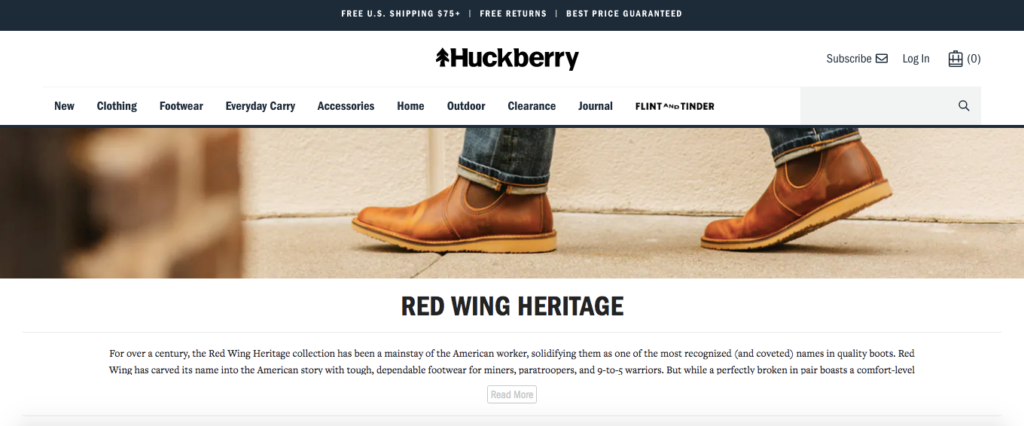 FREE U.S. SHIPPING $75+ | FREE RETURNS | BEST PRICE GUARANTEED
Huckberry
Subscribe Log In (0)
New Clothing Footwear Everyday Carry Accessories Home Outdoor Clearance Journal FLINT AND TINDER
RED WING HERITAGE
For over a century, the Red Wing Heritage collection has been a mainstay of the American worker, solidifying them as one of the most recognized (and coveted) names in quality boots. Red
Wing has carved its name into the American story with tough, dependable footwear for miners, paratroopers, and 9-to-5 warriors. But while a perfectly broken in pair boasts a comfort-level
Read More